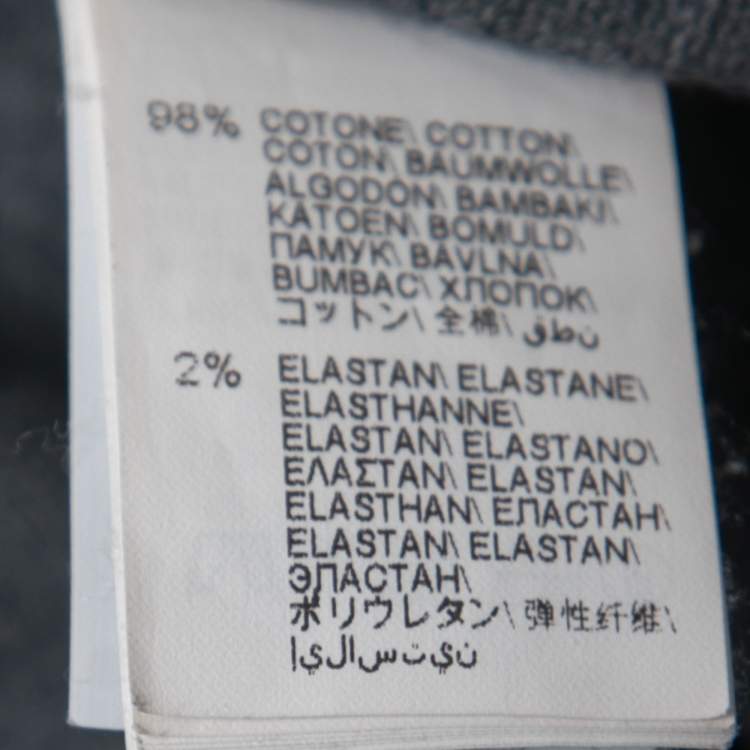 98% COTONE\ COTTON\
COTON\ BAUMWOLLE\
ALGODON\ BAMBAKI\
KATOEN\ BOMULD\
ПАМУК\ BAVLNA\
BUMBAC\ ХЛОПОК\
コットン\ 全棉\ قطن
2% ELASTAN\ ELASTANE\
ELASTHANNE\
ELASTAN\ ELASTANO\
ΕΛΑΣΤΑΝ\ ELASTAN\
ELASTHAN\ ЕЛАСТАН\
ELASTAN\ ELASTAN\
ЭЛАСТАН\
ポリウレタン\ 弹性纤维\
إيلاستين